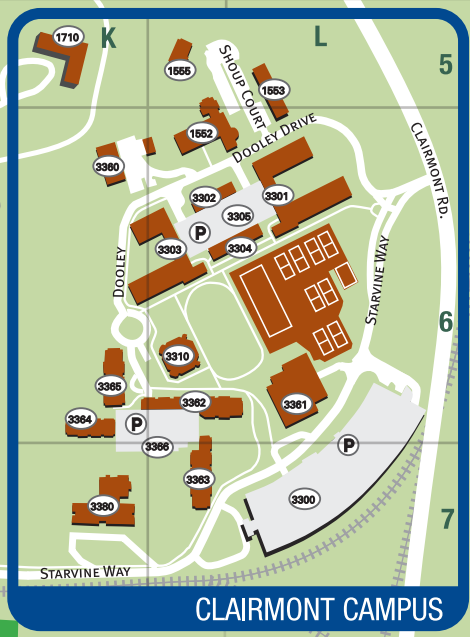 1710
K
L
5
1555
SHOUP COURT
1553
1552
DOOLEY DRIVE
CLAIRMONT RD.
3360
3302
3301
3305
P
3303
3304
DOOLEY
STARVINE WAY
6
3310
3365
3362
3361
3364
P
3366
P
3363
3300
3380
7
STARVINE WAY
CLAIRMONT CAMPUS